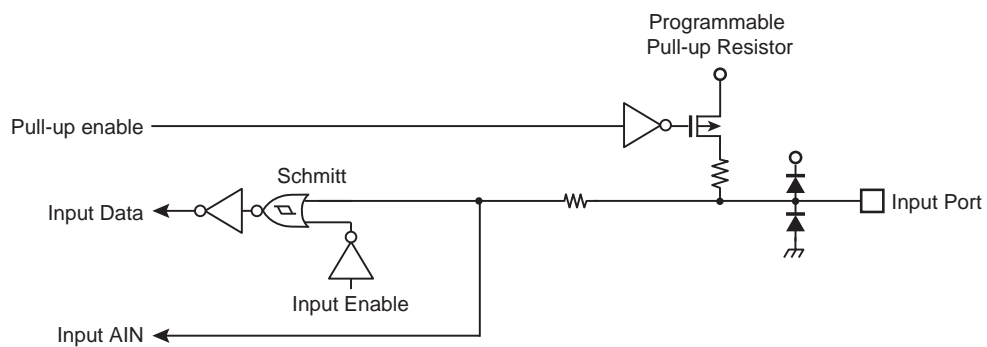 Programmable
Pull-up Resistor
Pull-up enable
Schmitt
Input Data
Input Port
Input Enable
Input AIN